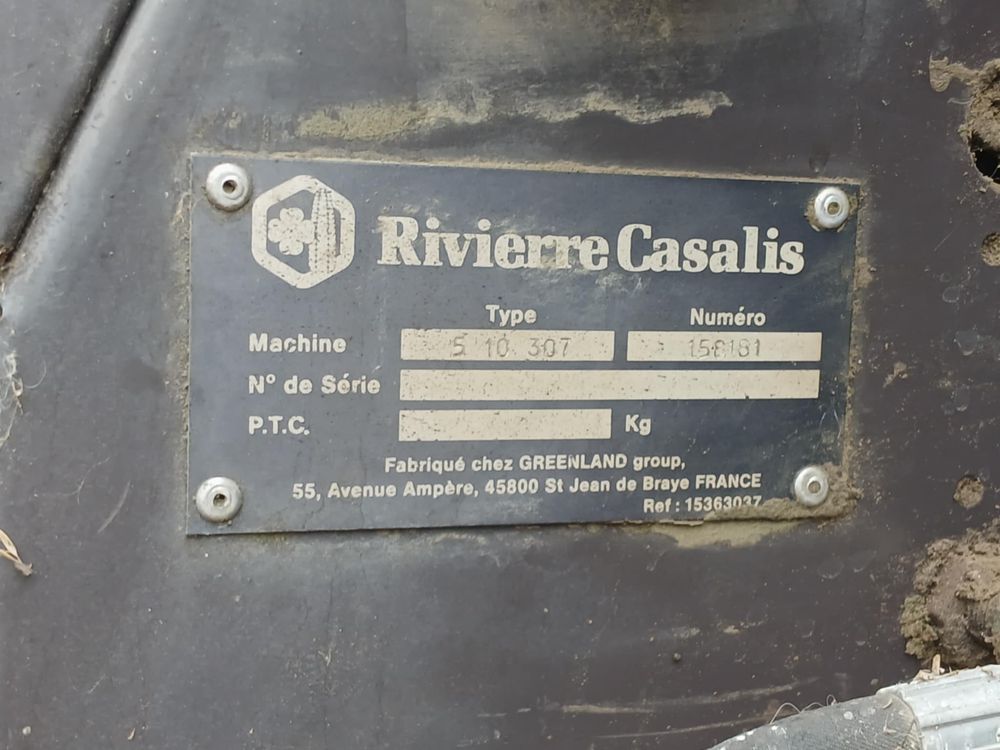 Rivierre Casalis
Type Numéro
Machine 5 10 307 158181
N° de Série
P.T.C. Kg
Fabriqué chez GREENLAND group,
55, Avenue Ampère, 45800 St Jean de Braye FRANCE
Ref : 15363037